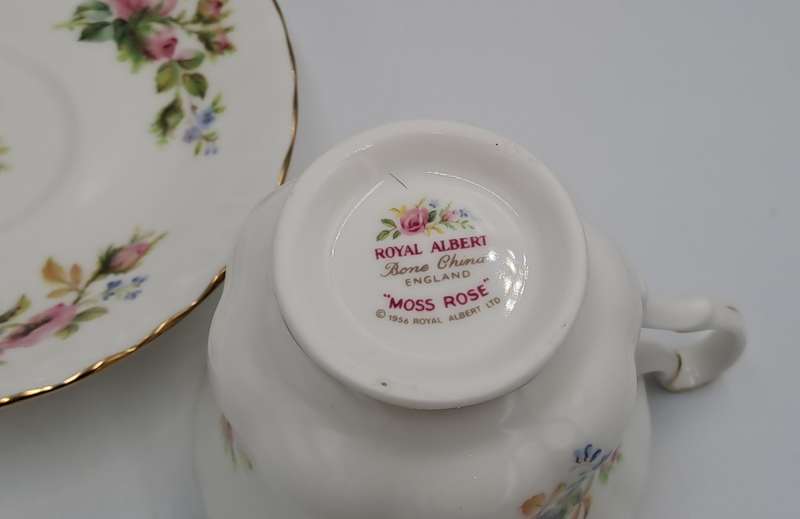 ROYAL ALBERT
Bone China
ENGLAND
"MOSS ROSE"
© 1956 ROYAL ALBERT LTD